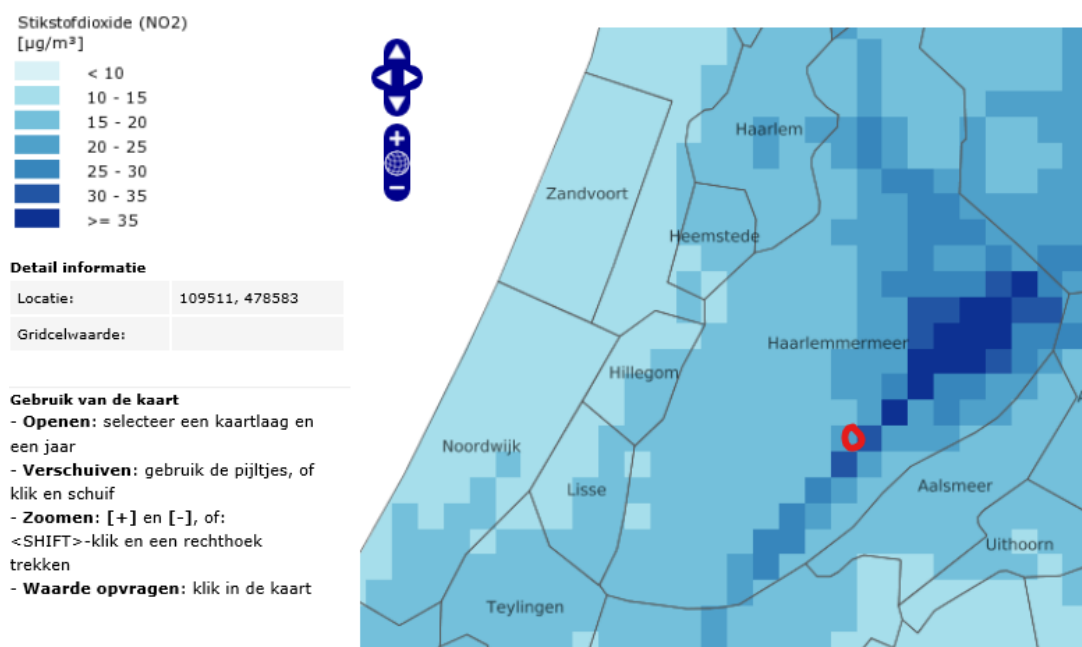 Stikstofdioxide (NO2)
[µg/m³]
< 10
10 - 15
15 - 20
20 - 25
25 - 30
30 - 35
>= 35
Detail informatie
Locatie: 109511, 478583
Gridcelwaarde:
Gebruik van de kaart
- Openen: selecteer een kaartlaag en
een jaar
- Verschuiven: gebruik de pijltjes, of
klik en schuif
- Zoomen: [+] en [-], of:
<SHIFT>-klik en een rechthoek
trekken
- Waarde opvragen: klik in de kaart
Haarlem
Zandvoort
Heemstede
Haarlemmermeer
Hillegom
Noordwijk
Lisse
Aalsmeer
Uithoorn
Teylingen